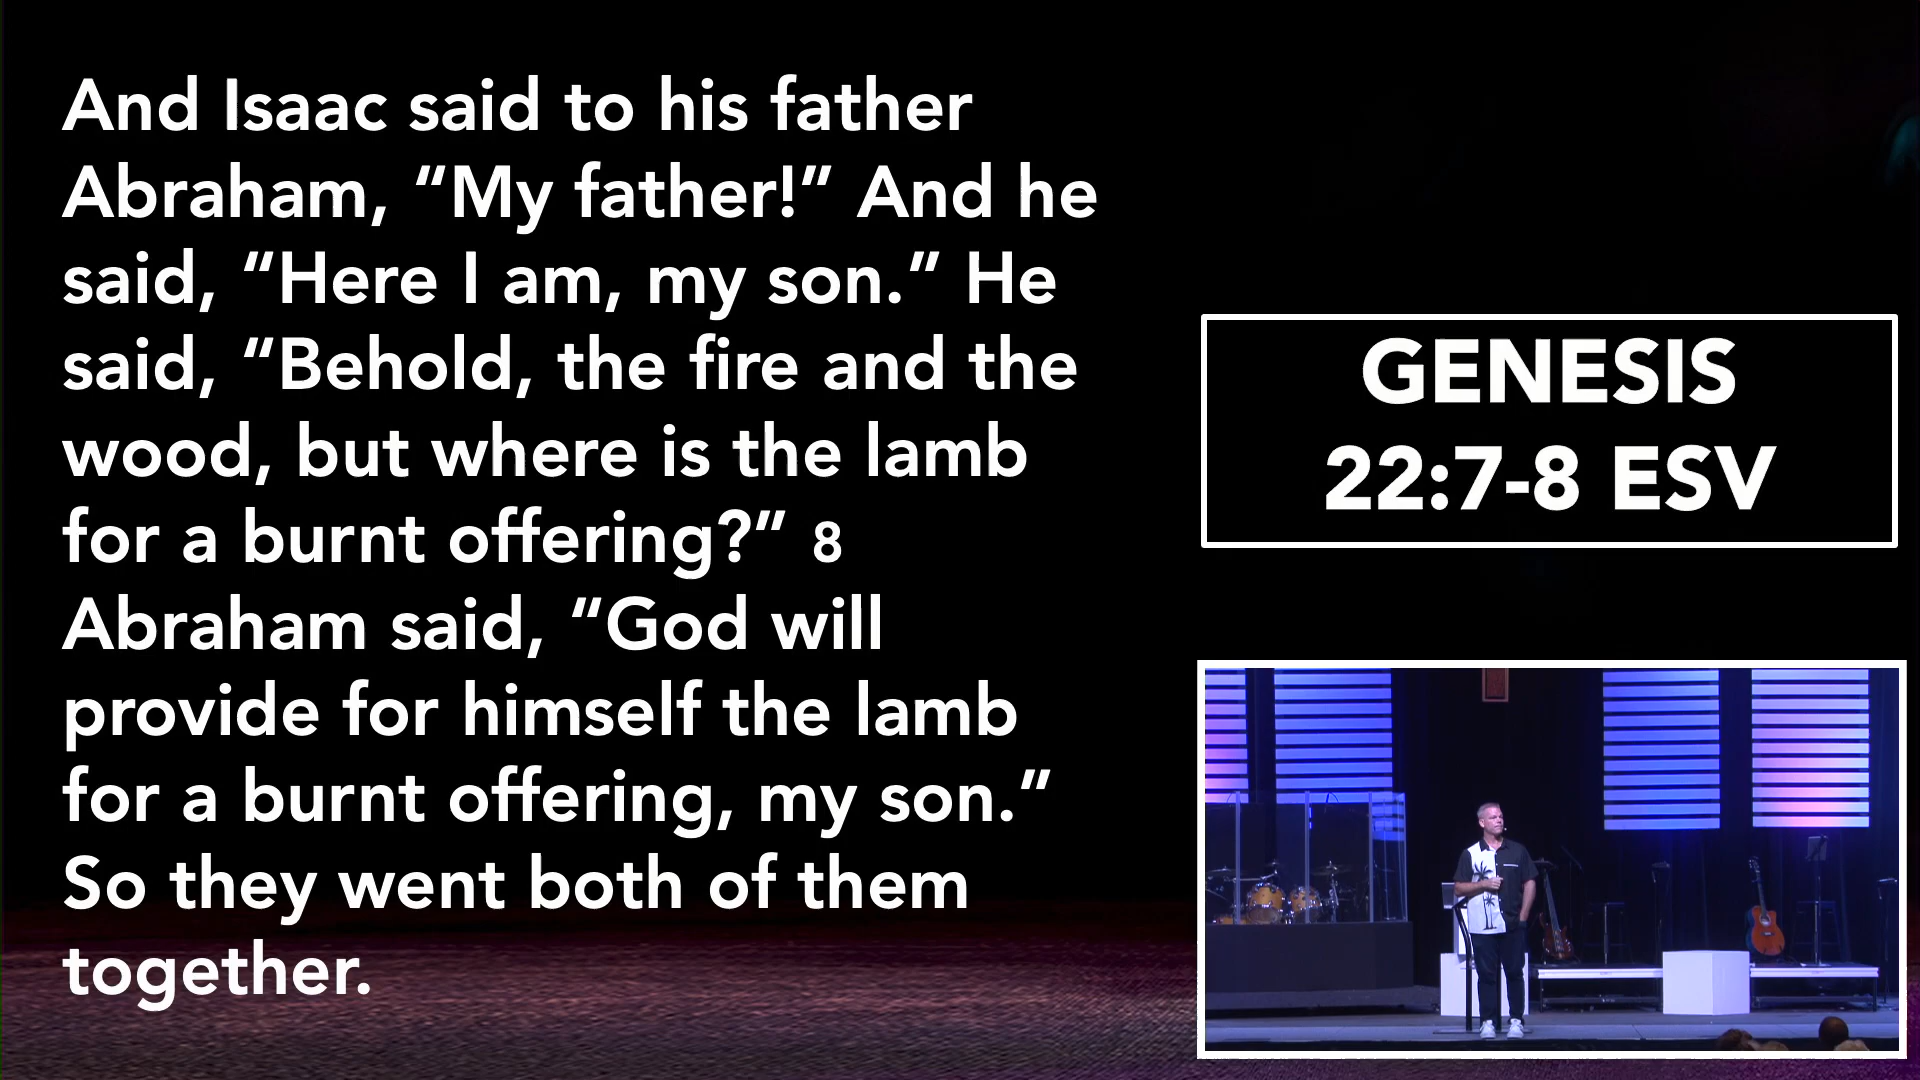 And Isaac said to his father
Abraham, “My father!” And he
said, “Here I am, my son.” He
said, “Behold, the fire and the
wood, but where is the lamb
for a burnt offering?” 8
Abraham said, “God will
provide for himself the lamb
for a burnt offering, my son.”
So they went both of them
together.
GENESIS
22:7-8 ESV